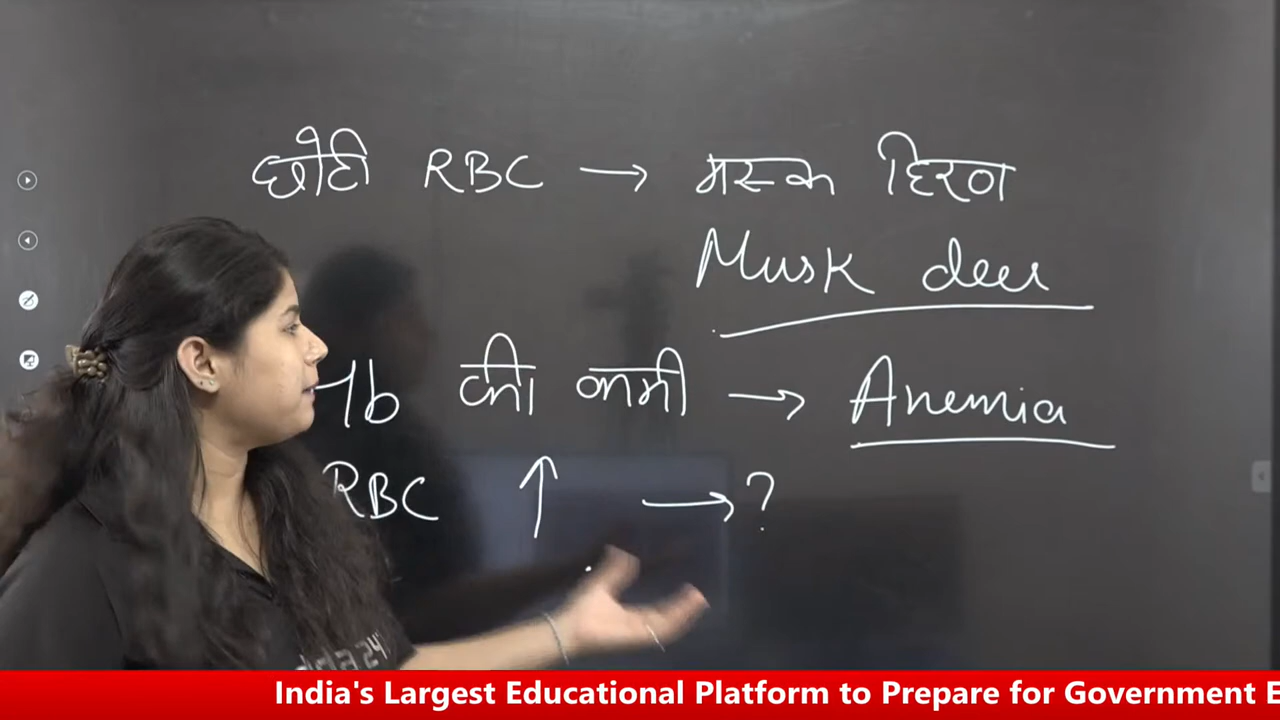 छोटी RBC → मस्क हिरण
Musk deer
Hb की कमी → Anemia
RBC ↑ → ?
India's Largest Educational Platform to Prepare for Government E